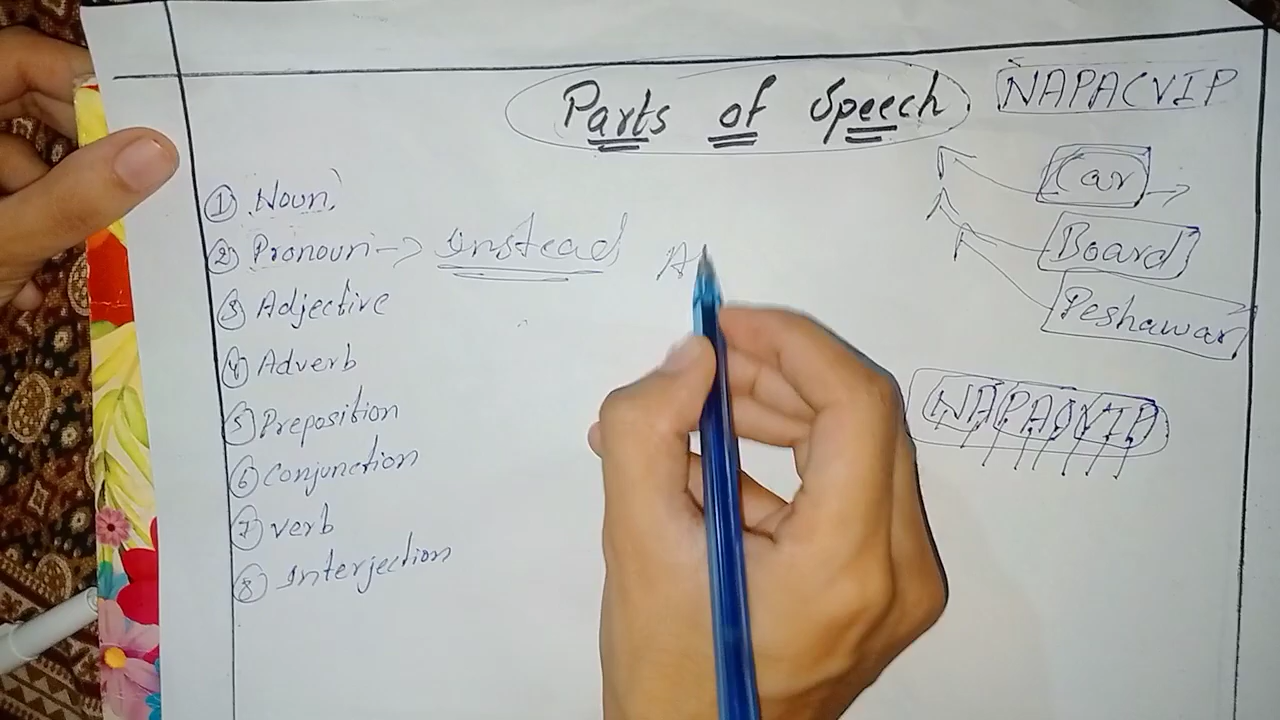 Parts of Speech
NAPACVIP
① Noun
② Pronoun -> Instead A
③ Adjective
④ Adverb
⑤ Preposition
⑥ Conjunction
⑦ Verb
⑧ Interjection
Car
Board
Peshawar
NAPACVIP